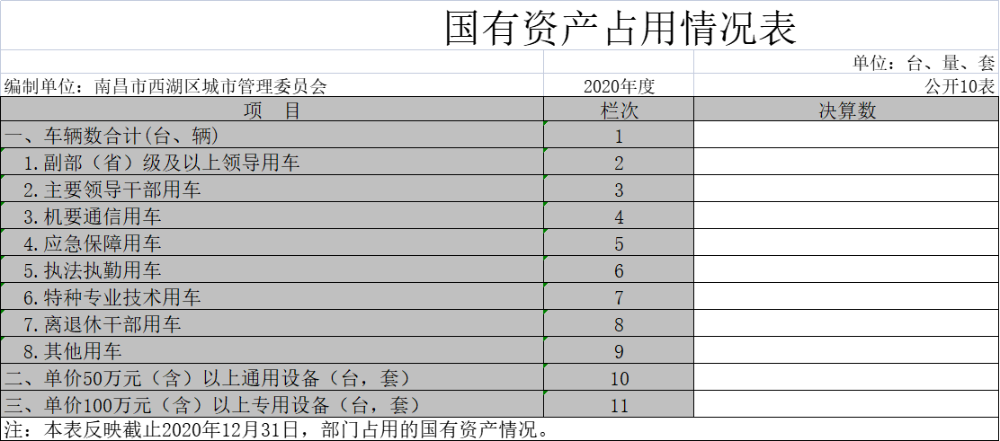 国有资产占用情况表
单位：台、量、套
编制单位：南昌市西湖区城市管理委员会 2020年度 公开10表
项 目 栏次 决算数
一、车辆数合计(台、辆) 1
1.副部（省）级及以上领导用车 2
2.主要领导干部用车 3
3.机要通信用车 4
4.应急保障用车 5
5.执法执勤用车 6
6.特种专业技术用车 7
7.离退休干部用车 8
8.其他用车 9
二、单价50万元（含）以上通用设备（台，套） 10
三、单价100万元（含）以上专用设备（台，套） 11
注：本表反映截止2020年12月31日，部门占用的国有资产情况。